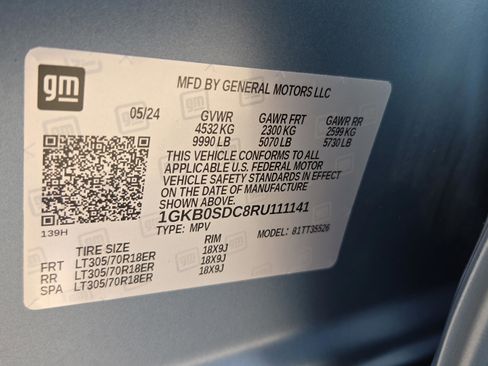 gm
MFD BY GENERAL MOTORS LLC
05/24
GVWR GAWR FRT GAWR RR
4532 KG 2300 KG 2599 KG
9990 LB 5070 LB 5730 LB
THIS VEHICLE CONFORMS TO ALL
APPLICABLE U.S. FEDERAL MOTOR
VEHICLE SAFETY STANDARDS IN EFFECT
ON THE DATE OF MANUFACTURE
SHOWN ABOVE.
1GKB0SDC8RU111141
139H
TYPE: MPV MODEL: 81TT35526
TIRE SIZE RIM
FRT LT305/70R18ER 18X9J
RR LT305/70R18ER 18X9J
SPA LT305/70R18ER 18X9J